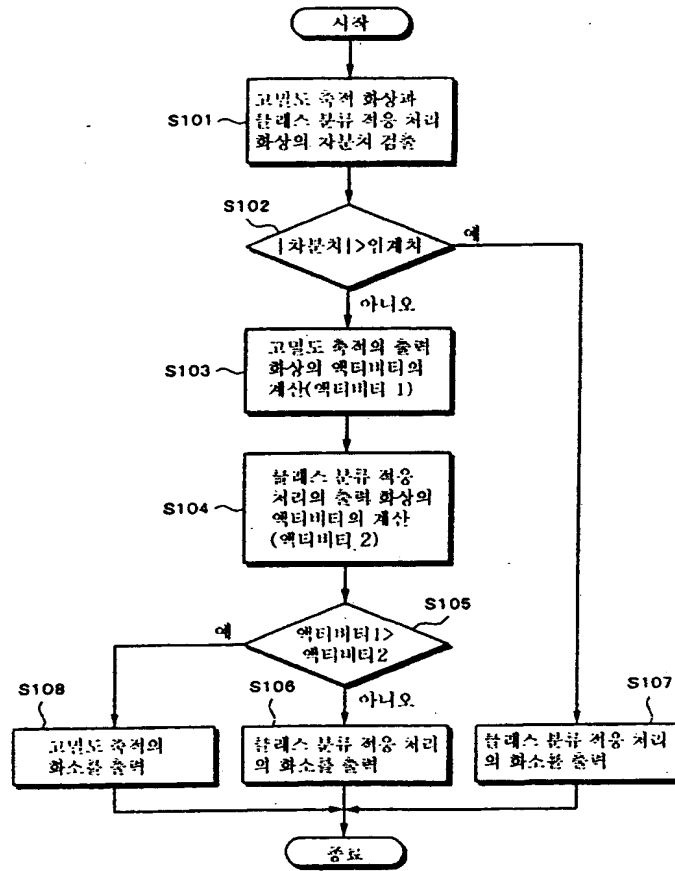 시작
고밀도 축적 화상과
S101
클래스 분류 적응 처리
화상의 차분치 검출
S102
|차분치|>임계치
예
아니오
고밀도 축적의 출력
S103
화상의 액티비티의
계산(액티비티 1)
클래스 분류 적응
처리의 출력 화상의
S104
액티비티의 계산
(액티비티 2)
S105
액티비티1>
액티비티2
예
아니오
S108
고밀도 축적의
화소를 출력
S106
클래스 분류 적응 처리
의 화소를 출력
S107
클래스 분류 적응 처리
의 화소를 출력
종료